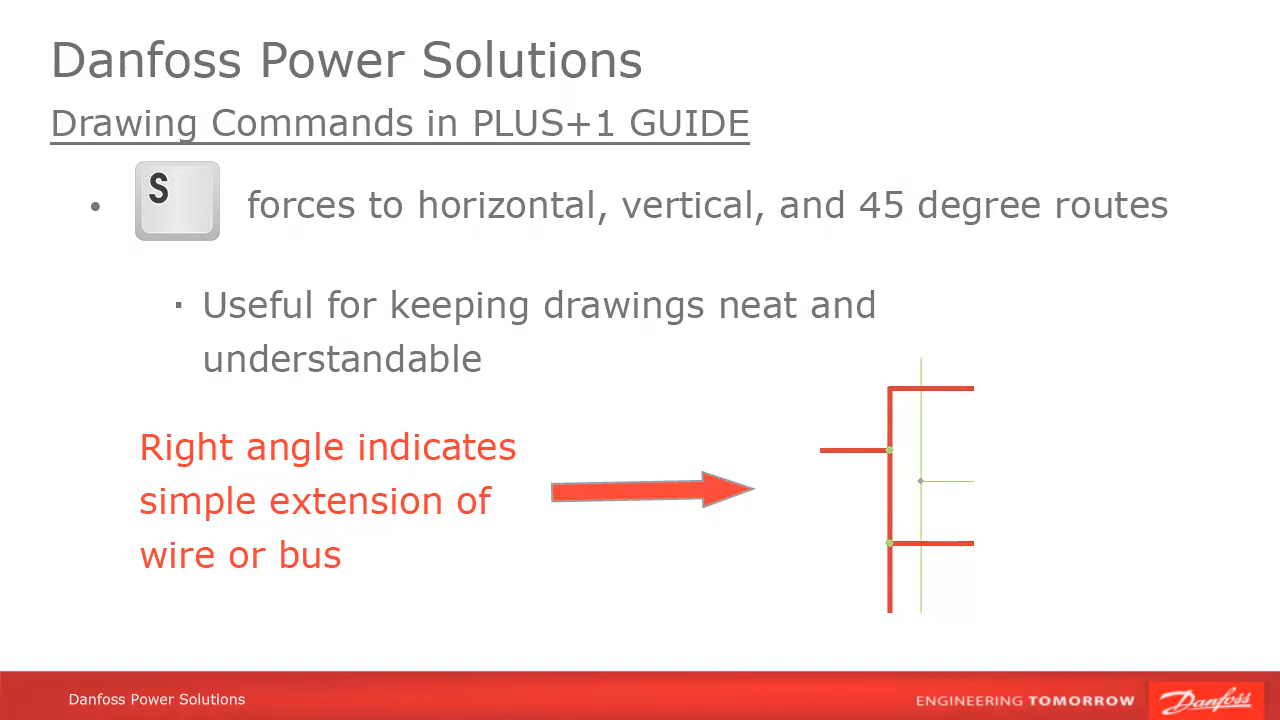 Danfoss Power Solutions
Drawing Commands in PLUS+1 GUIDE
• S forces to horizontal, vertical, and 45 degree routes
▪ Useful for keeping drawings neat and
understandable
Right angle indicates
simple extension of
wire or bus
Danfoss Power Solutions
ENGINEERING TOMORROW
Danfoss